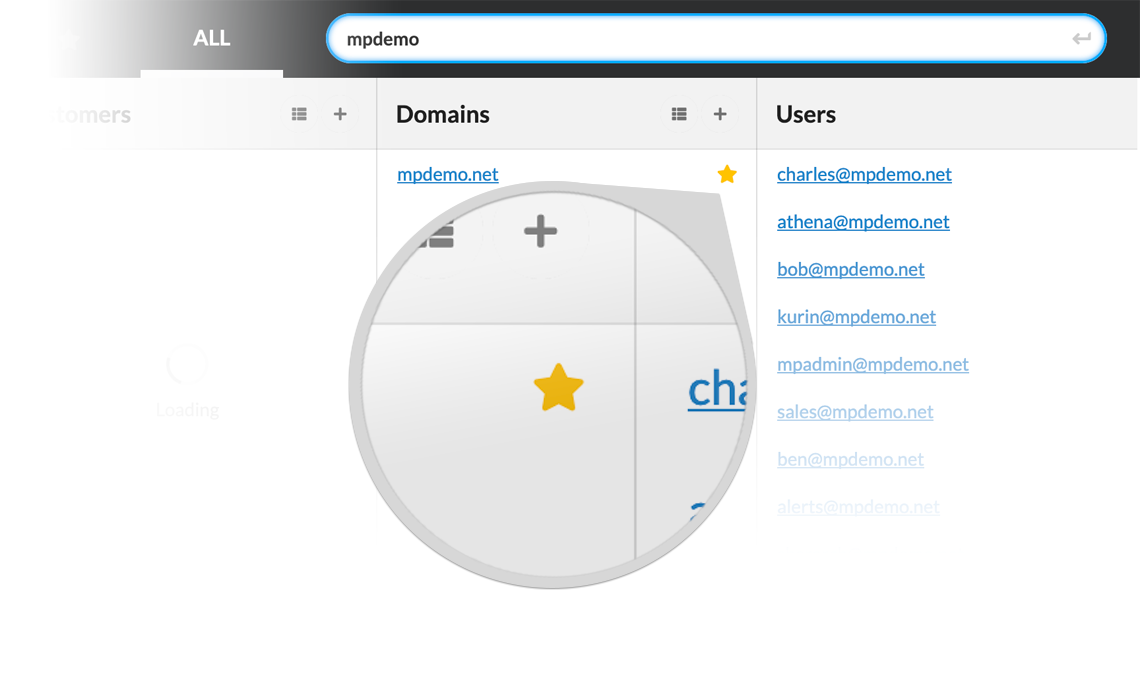 ALL
mpdemo
tomers
Domains
Users
mpdemo.net
charles@mpdemo.net
athena@mpdemo.net
bob@mpdemo.net
kurin@mpdemo.net
mpadmin@mpdemo.net
sales@mpdemo.net
ben@mpdemo.net
alerts@mpdemo.net
Loading
cha